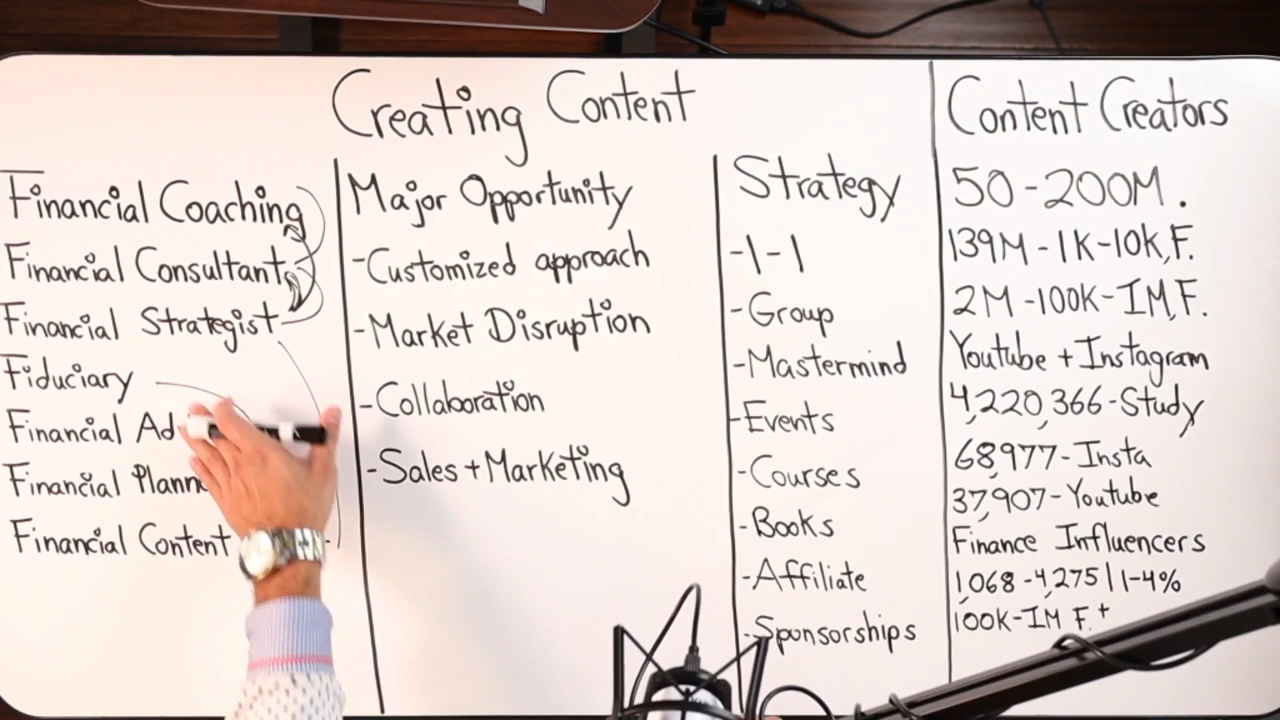 Creating Content
Financial Coaching
Financial Consultant
Financial Strategist
Fiduciary
Financial Ad
Financial Plann
Financial Content
Major Opportunity
-Customized approach
-Market Disruption
-Collaboration
-Sales + Marketing
Strategy
-1-1
-Group
-Mastermind
-Events
-Courses
-Books
-Affiliate
-Sponsorships
Content Creators
50-200M.
139M-1K-10k,F.
2M-100K-1M,F.
Youtube + Instagram
4,220,366-Study
68,977-Insta
37,907-Youtube
Finance Influencers
1,068-4,275|1-4%
100K-1M F.+